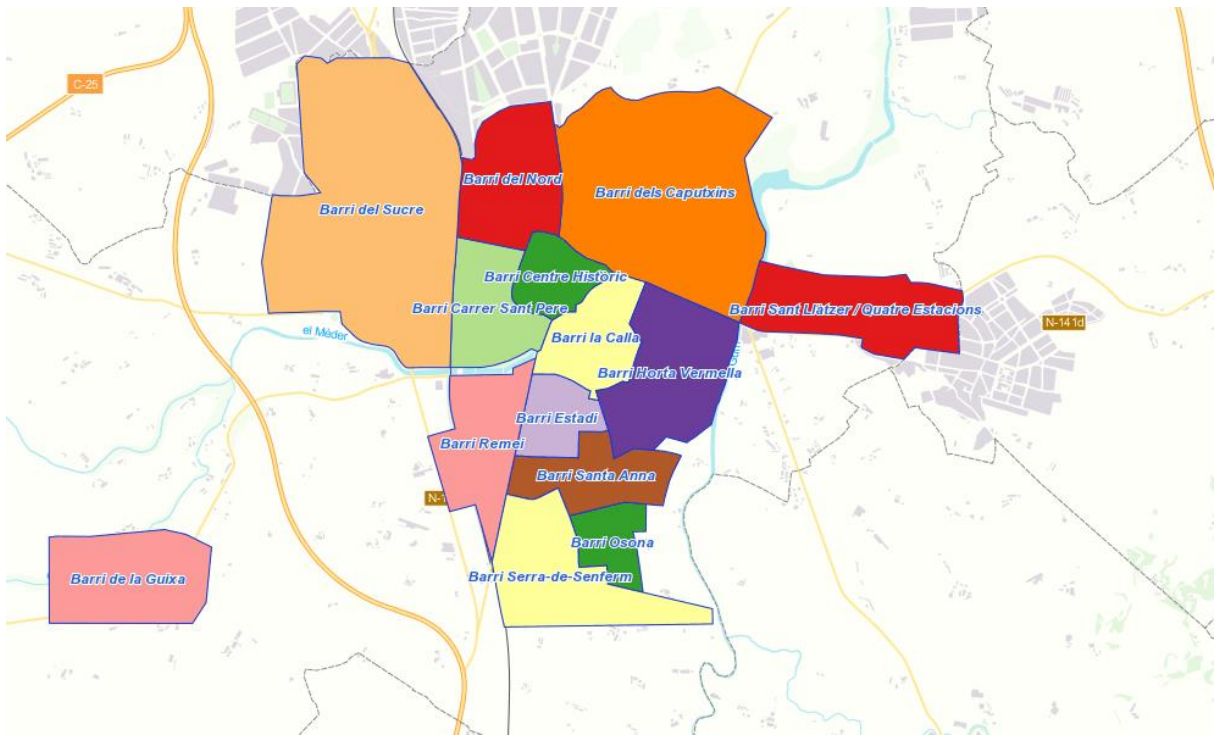 C-25
Barri del Nord
Barri dels Caputxins
Barri del Sucre
Barri Centre Històric
Barri Carrer Sant Pere
Barri Sant Llàtzer / Quatre Estacions
N-141d
el Mèder
Barri la Calla
Barri Horta Vermella
Barri Estadi
Barri Remei
Barri Santa Anna
Barri Osona
Barri de la Guixa
Barri Serra-de-Senferm